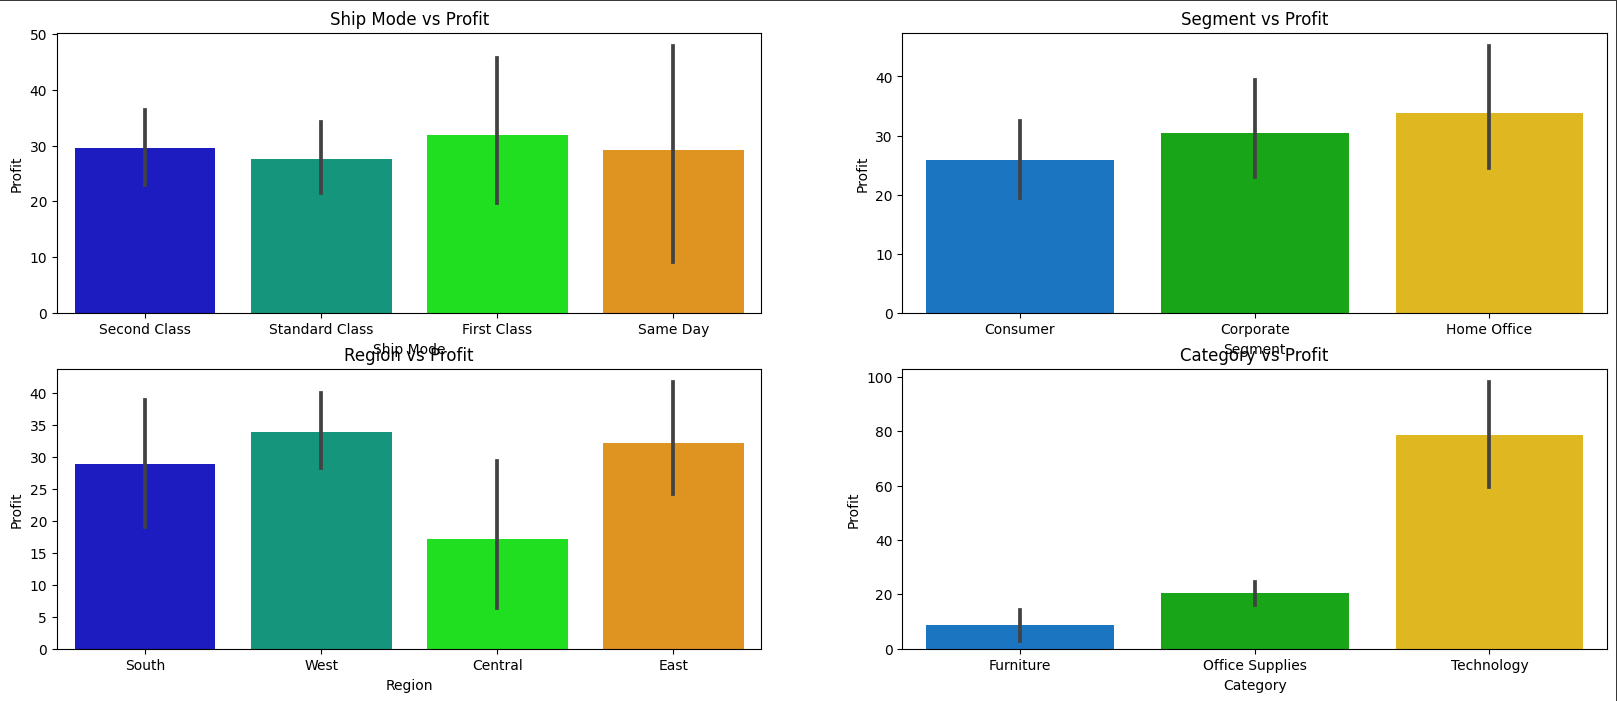 Ship Mode vs Profit
50
40
30
20
10
0
Profit
Second Class Standard Class First Class Same Day
Ship Mode
Segment vs Profit
40
30
20
10
0
Profit
Consumer Corporate Home Office
Segment
Region vs Profit
40
35
30
25
20
15
10
5
0
Profit
South West Central East
Region
Category vs Profit
100
80
60
40
20
0
Profit
Furniture Office Supplies Technology
Category